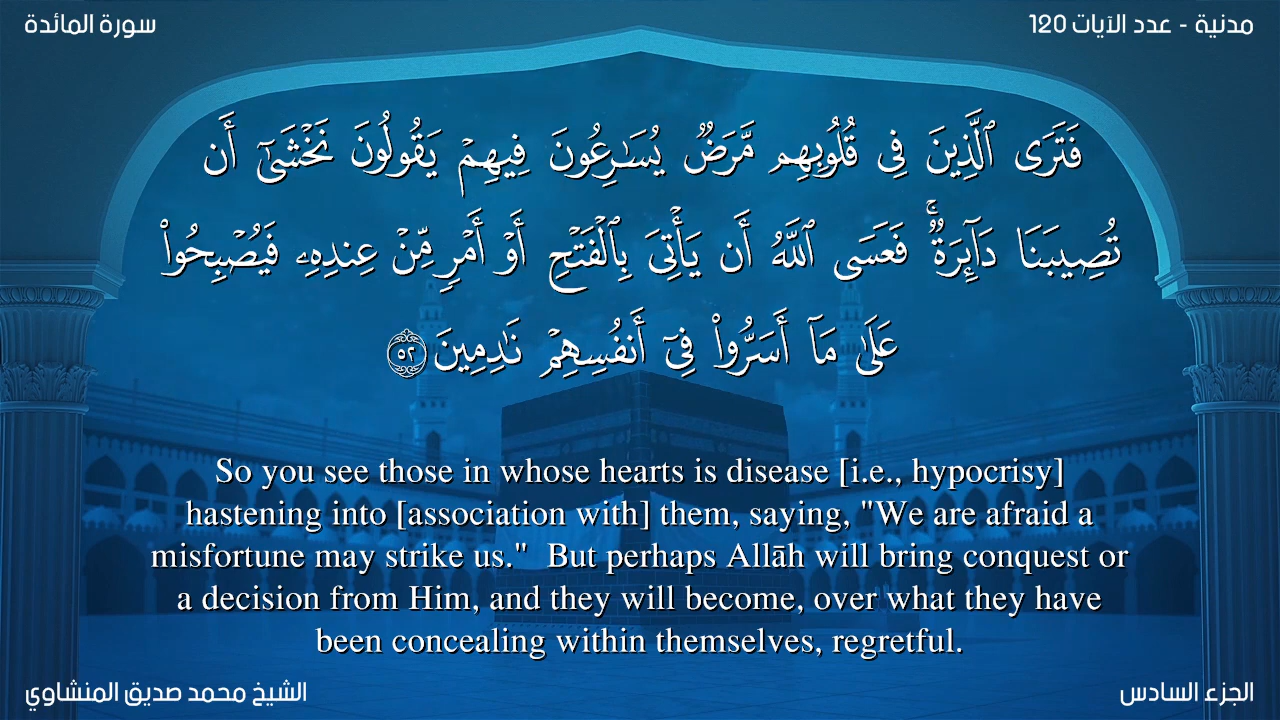 سورة المائدة
مدنية - عدد الآيات 120
فَتَرَى ٱلَّذِينَ فِى قُلُوبِهِم مَّرَضٌ يُسَـٰرِعُونَ فِيهِمْ يَقُولُونَ نَخْشَىٰٓ أَن
تُصِيبَنَا دَآئِرَةٌ ۚ فَعَسَى ٱللَّهُ أَن يَأْتِىَ بِٱلْفَتْحِ أَوْ أَمْرٍ مِّنْ عِندِهِۦ فَيُصْبِحُوا۟
عَلَىٰ مَآ أَسَرُّوا۟ فِىٓ أَنفُسِهِمْ نَـٰدِمِينَ ٥٢
So you see those in whose hearts is disease [i.e., hypocrisy]
hastening into [association with] them, saying, "We are afraid a
misfortune may strike us."  But perhaps Allāh will bring conquest or
a decision from Him, and they will become, over what they have
been concealing within themselves, regretful.
الشيخ محمد صديق المنشاوي
الجزء السادس